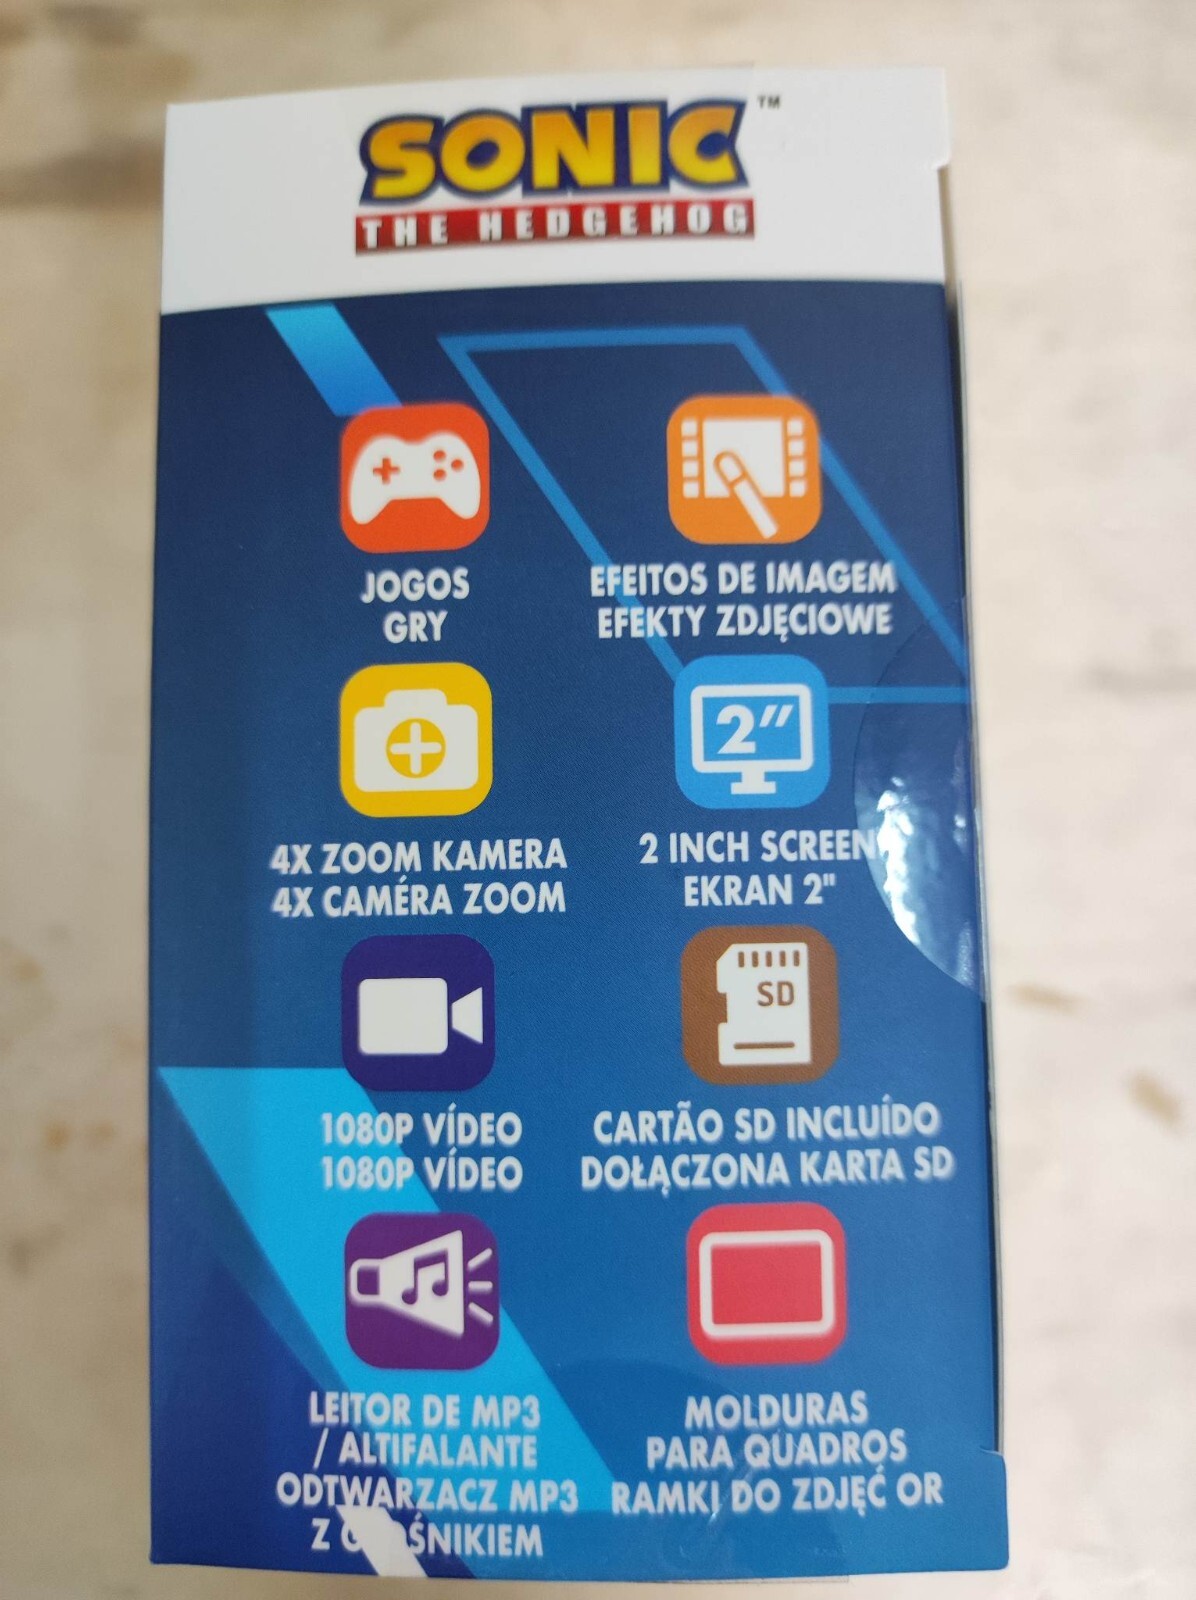 SONIC™
THE HEDGEHOG
JOGOS
GRY
EFEITOS DE IMAGEM
EFEKTY ZDJĘCIOWE
4X ZOOM KAMERA
4X CAMÉRA ZOOM
2"
2 INCH SCREEN
EKRAN 2"
1080P VÍDEO
1080P VÍDEO
SD
CARTÃO SD INCLUÍDO
DOŁĄCZONA KARTA SD
LEITOR DE MP3
/ ALTIFALANTE
ODTWARZACZ MP3
Z GŁOŚNIKIEM
MOLDURAS
PARA QUADROS
RAMKI DO ZDJĘĆ OR